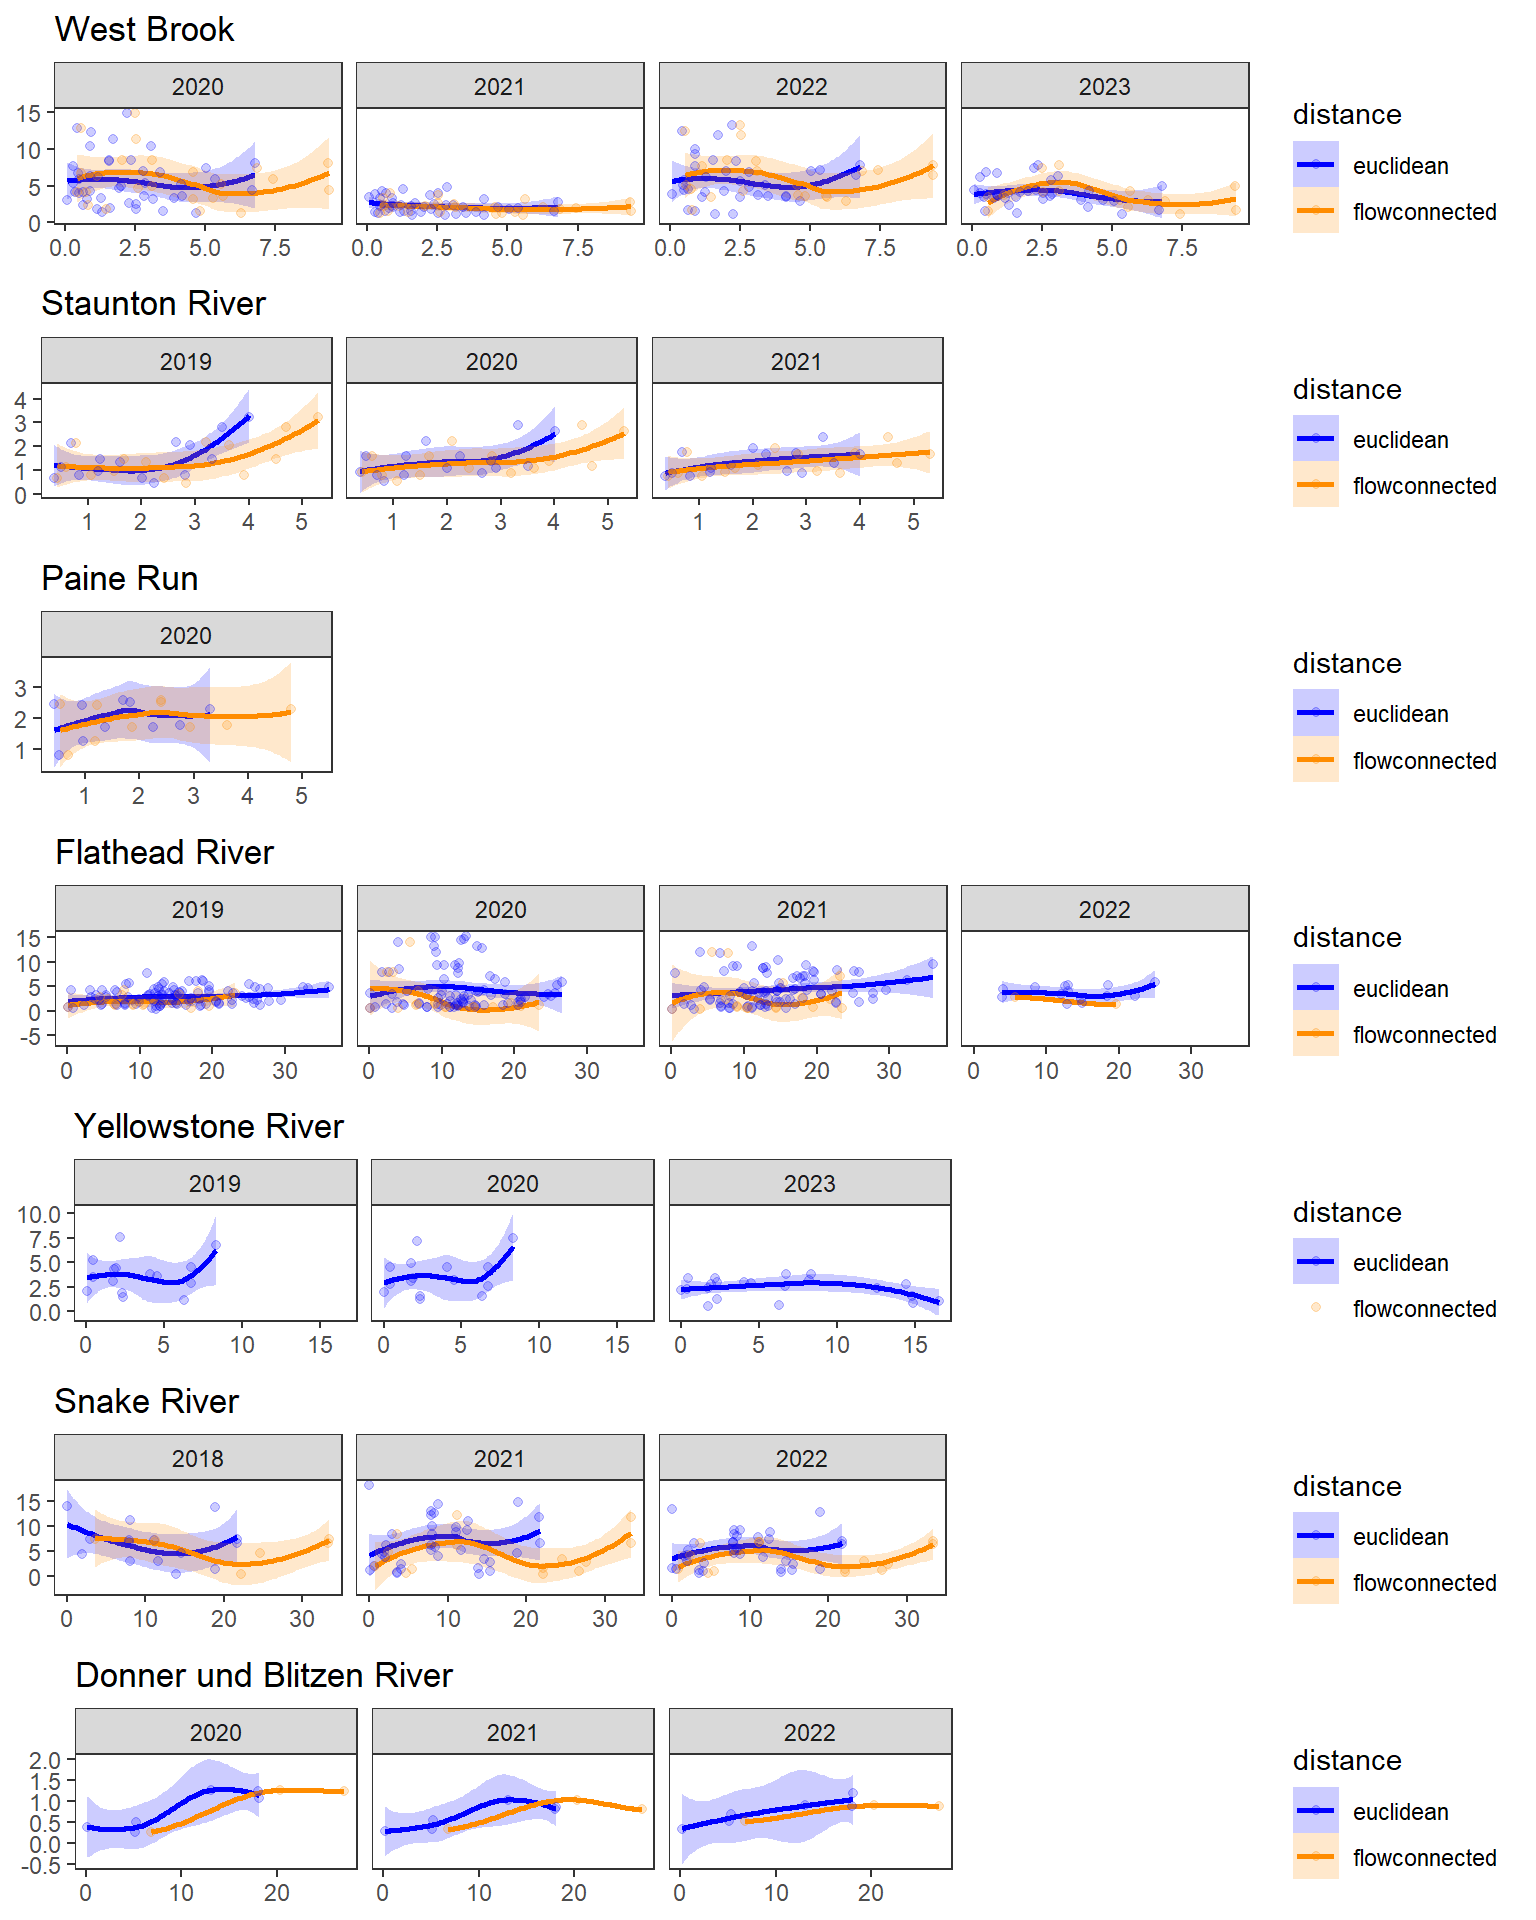 West Brook
2020 2021 2022 2023
15
10
5
0
0.0 2.5 5.0 7.5 0.0 2.5 5.0 7.5 0.0 2.5 5.0 7.5 0.0 2.5 5.0 7.5
distance
euclidean
flowconnected
Staunton River
2019 2020 2021
4
3
2
1
0
1 2 3 4 5 1 2 3 4 5 1 2 3 4 5
distance
euclidean
flowconnected
Paine Run
2020
3
2
1
1 2 3 4 5
distance
euclidean
flowconnected
Flathead River
2019 2020 2021 2022
15
10
5
0
-5
0 10 20 30 0 10 20 30 0 10 20 30 0 10 20 30
distance
euclidean
flowconnected
Yellowstone River
2019 2020 2023
10.0
7.5
5.0
2.5
0.0
0 5 10 15 0 5 10 15 0 5 10 15
distance
euclidean
flowconnected
Snake River
2018 2021 2022
15
10
5
0
0 10 20 30 0 10 20 30 0 10 20 30
distance
euclidean
flowconnected
Donner und Blitzen River
2020 2021 2022
2.0
1.5
1.0
0.5
0.0
-0.5
0 10 20 0 10 20 0 10 20
distance
euclidean
flowconnected